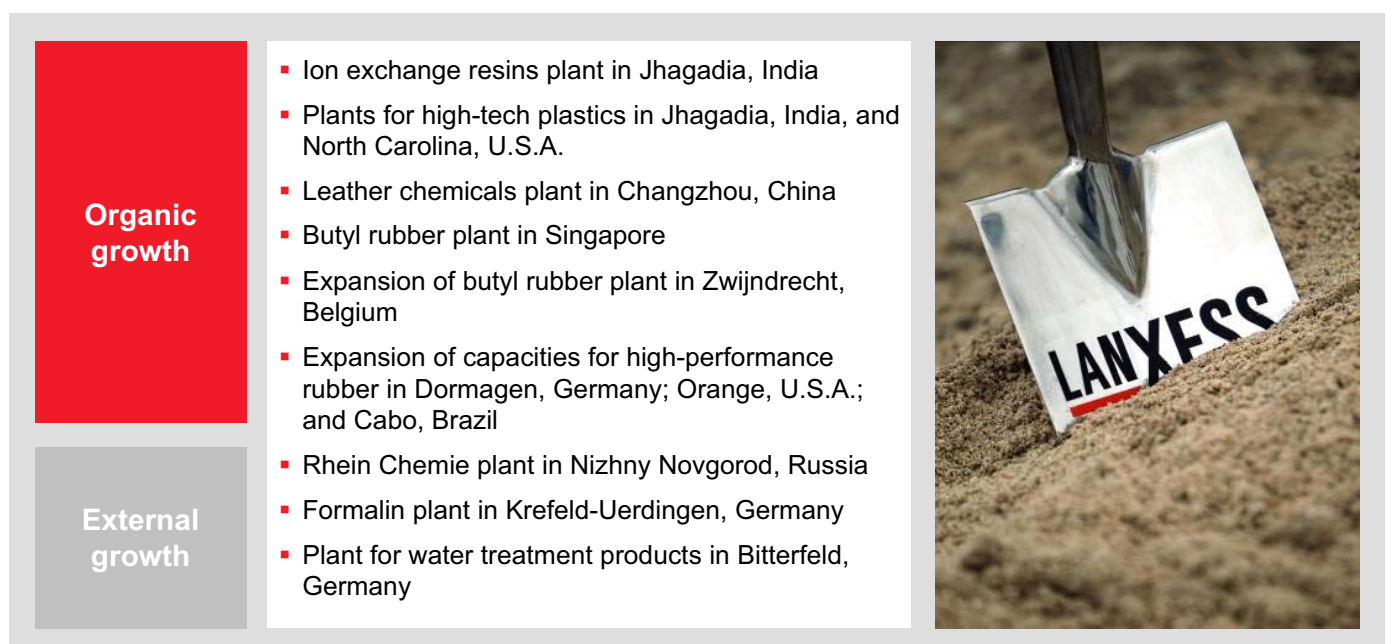 Organic
growth
External
growth
▪ Ion exchange resins plant in Jhagadia, India
▪ Plants for high-tech plastics in Jhagadia, India, and
North Carolina, U.S.A.
▪ Leather chemicals plant in Changzhou, China
▪ Butyl rubber plant in Singapore
▪ Expansion of butyl rubber plant in Zwijndrecht,
Belgium
▪ Expansion of capacities for high-performance
rubber in Dormagen, Germany; Orange, U.S.A.;
and Cabo, Brazil
▪ Rhein Chemie plant in Nizhny Novgorod, Russia
▪ Formalin plant in Krefeld-Uerdingen, Germany
▪ Plant for water treatment products in Bitterfeld,
Germany
LANXESS